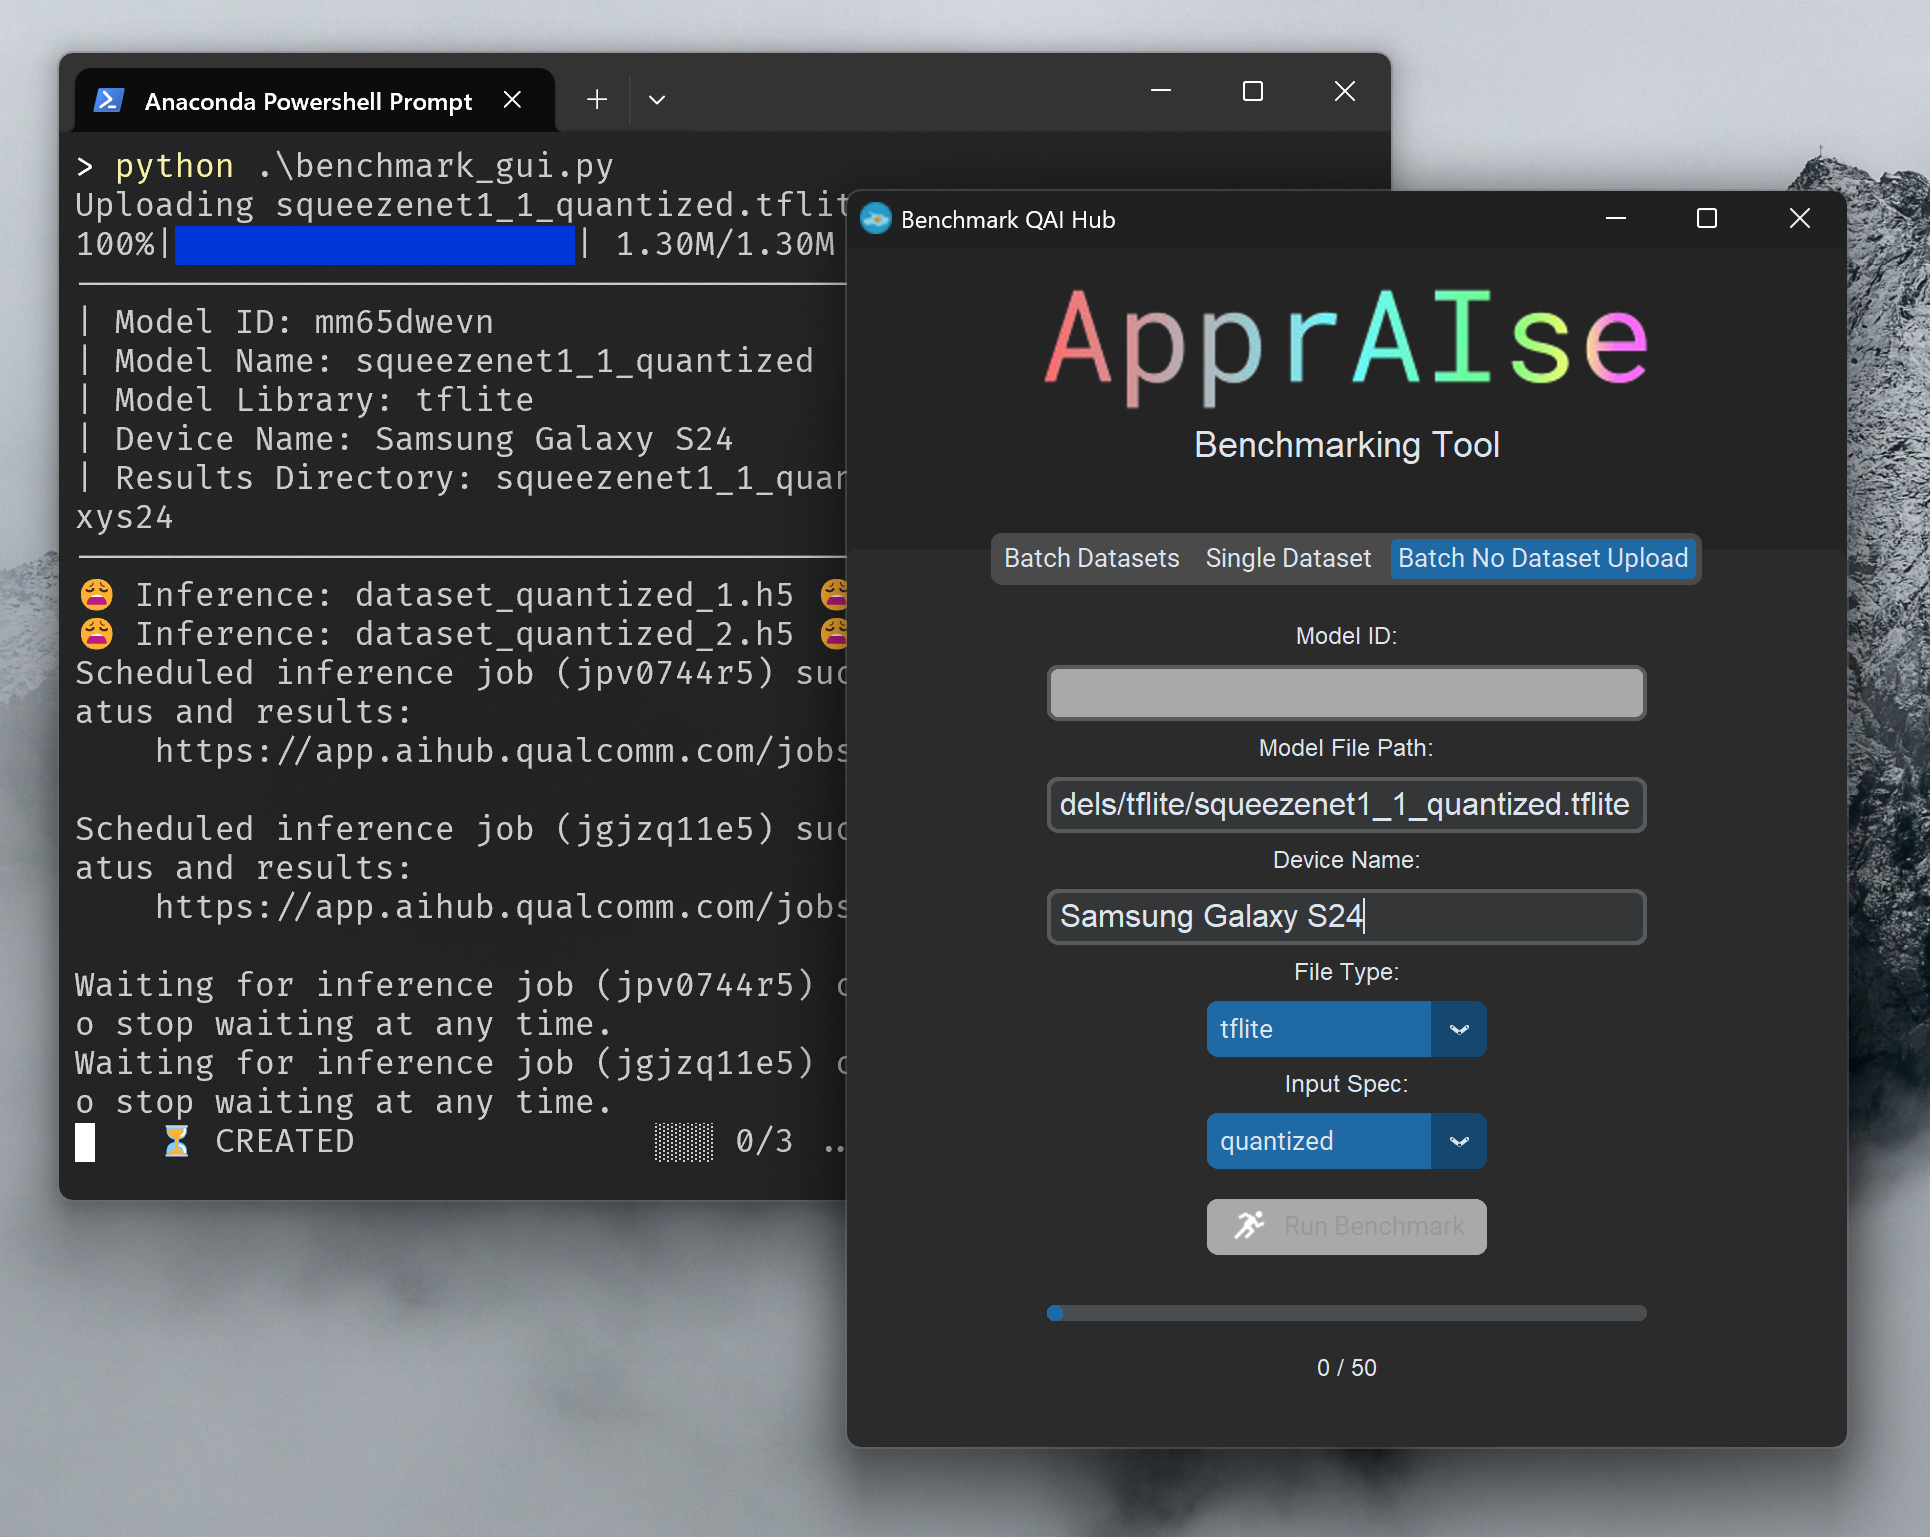 Anaconda Powershell Prompt
> python .\benchmark_gui.py
Uploading squeezenet1_1_quantized.tflit
100%| | 1.30M/1.30M
| Model ID: mm65dwevn
| Model Name: squeezenet1_1_quantized
| Model Library: tflite
| Device Name: Samsung Galaxy S24
| Results Directory: squeezenet1_1_quan
xys24
😩 Inference: dataset_quantized_1.h5 😩
😩 Inference: dataset_quantized_2.h5 😩
Scheduled inference job (jpv0744r5) suc
atus and results:
https://app.aihub.qualcomm.com/jobs
Scheduled inference job (jgjzq11e5) suc
atus and results:
https://app.aihub.qualcomm.com/jobs
Waiting for inference job (jpv0744r5) c
o stop waiting at any time.
Waiting for inference job (jgjzq11e5) c
o stop waiting at any time.
⏳ CREATED ░░░ 0/3 ..
Benchmark QAI Hub
ApprAIse
Benchmarking Tool
Batch Datasets Single Dataset Batch No Dataset Upload
Model ID:
Model File Path:
dels/tflite/squeezenet1_1_quantized.tflite
Device Name:
Samsung Galaxy S24
File Type:
tflite
Input Spec:
quantized
Run Benchmark
0 / 50